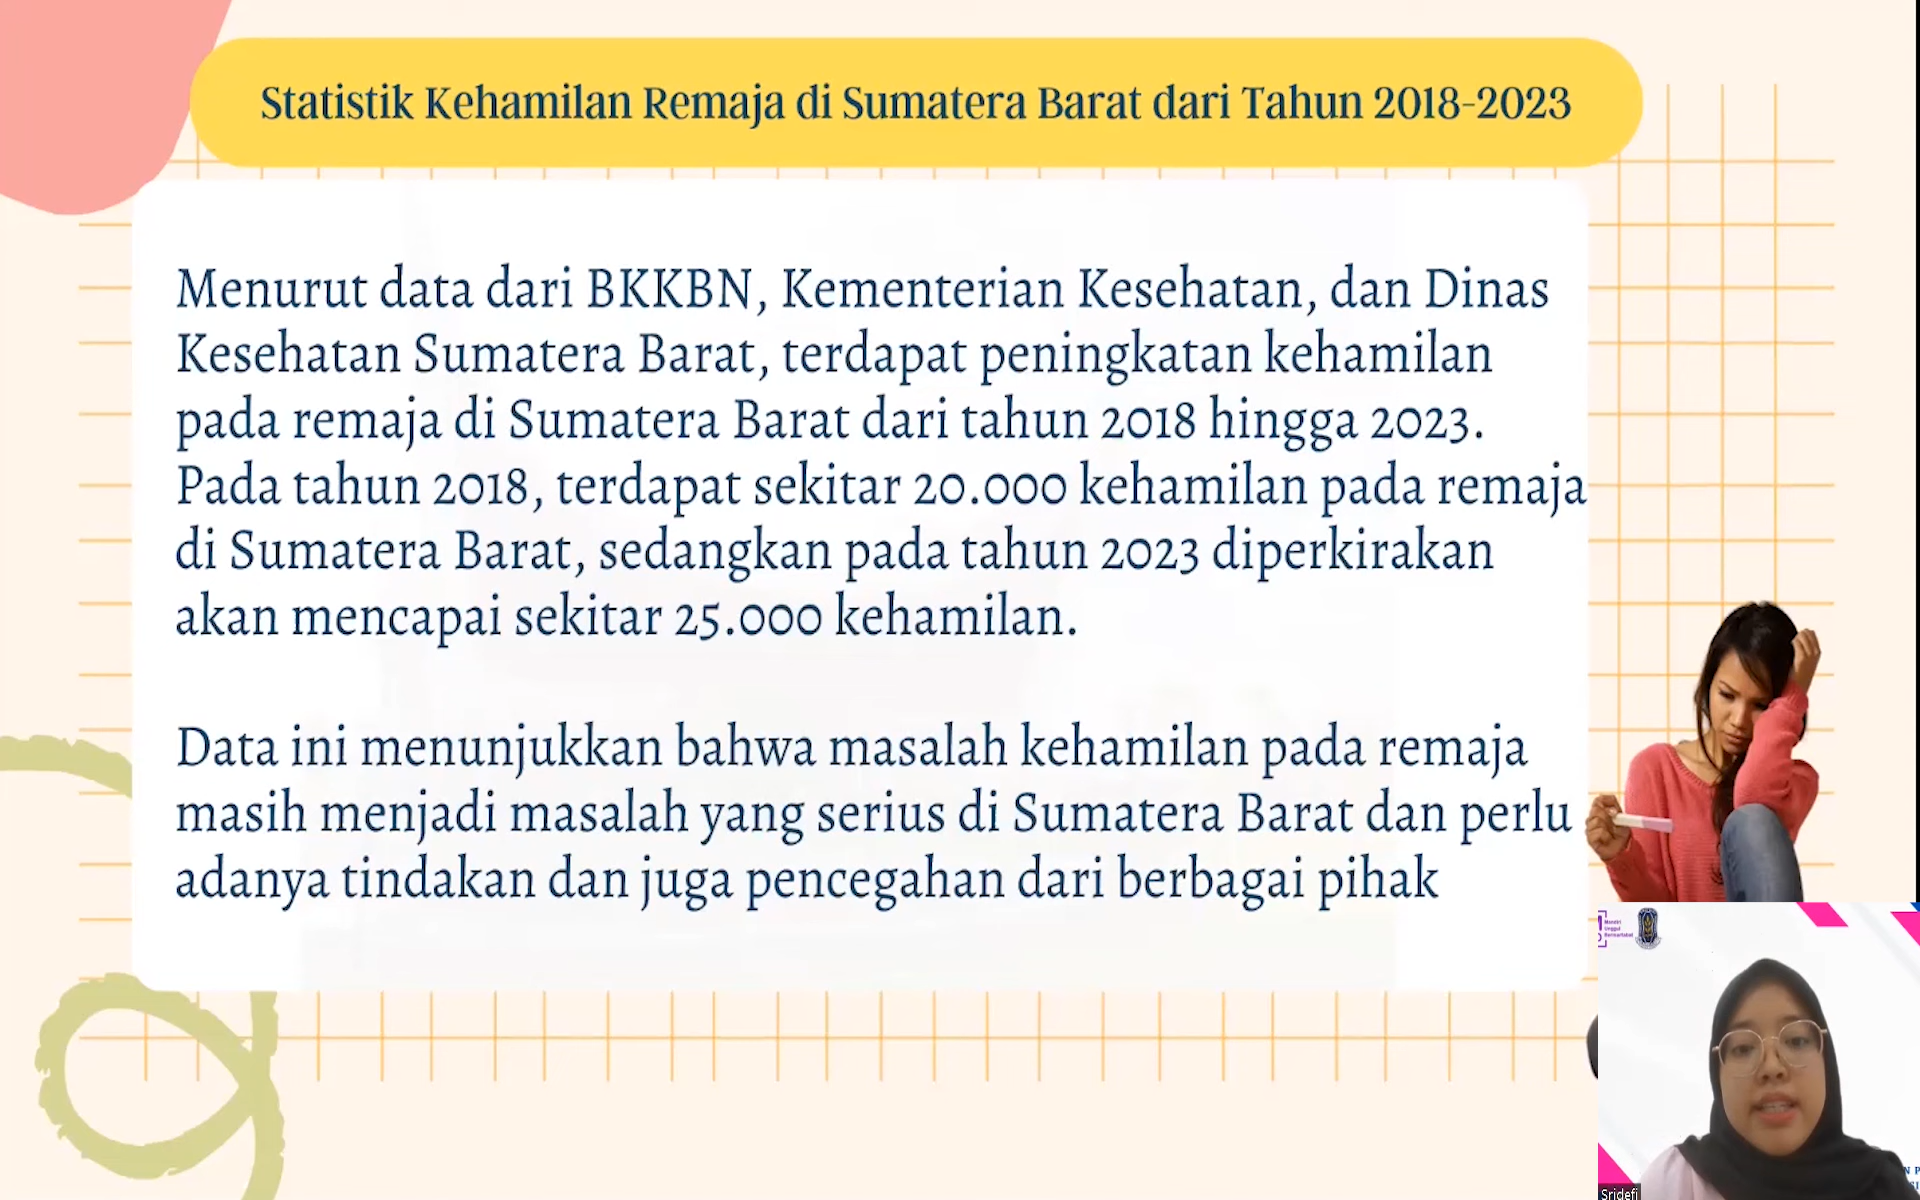 Statistik Kehamilan Remaja di Sumatera Barat dari Tahun 2018-2023
Menurut data dari BKKBN, Kementerian Kesehatan, dan Dinas
Kesehatan Sumatera Barat, terdapat peningkatan kehamilan
pada remaja di Sumatera Barat dari tahun 2018 hingga 2023.
Pada tahun 2018, terdapat sekitar 20.000 kehamilan pada remaja
di Sumatera Barat, sedangkan pada tahun 2023 diperkirakan
akan mencapai sekitar 25.000 kehamilan.
Data ini menunjukkan bahwa masalah kehamilan pada remaja
masih menjadi masalah yang serius di Sumatera Barat dan perlu
adanya tindakan dan juga pencegahan dari berbagai pihak
Mandiri
Unggul
Bermartabat
Sridefi